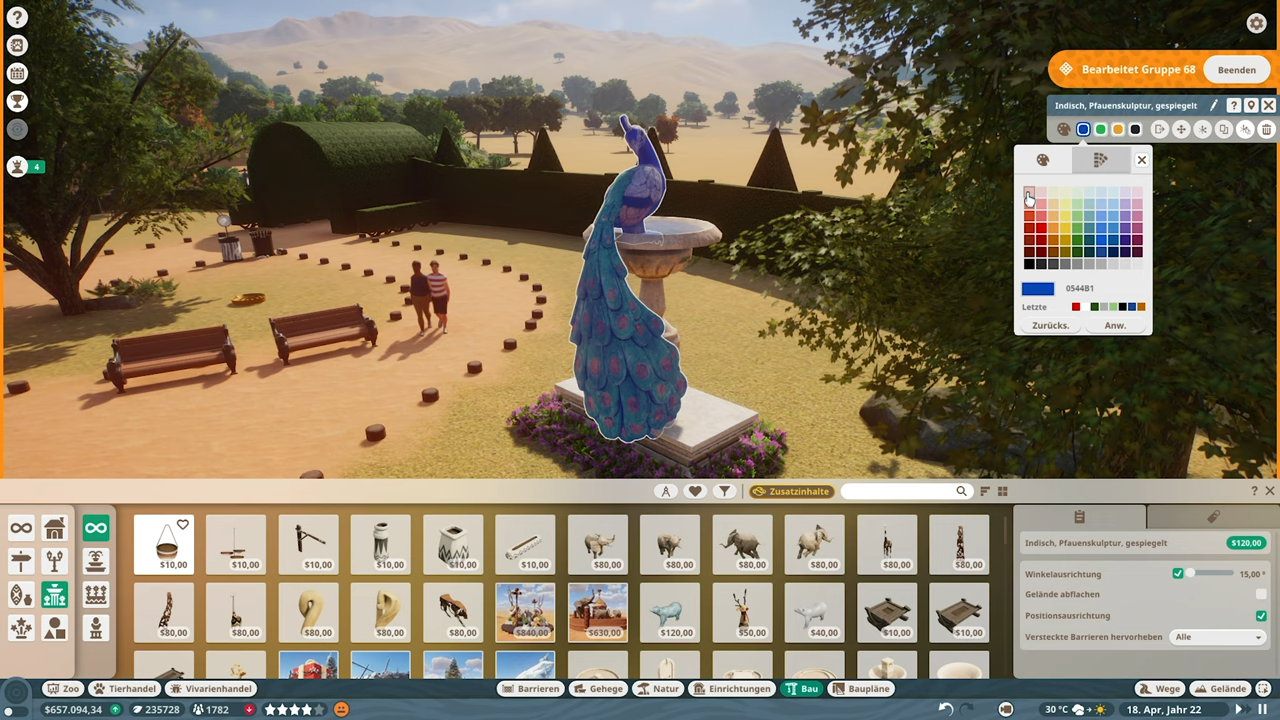 ?
4
Bearbeitet Gruppe 68
Beenden
Indisch, Pfauenskulptur, gespiegelt
?
0544B1
Letzte
Zurücks.
Anw.
Zusatzinhalte
?
$10,00 $10,00 $10,00 $10,00 $10,00 $10,00 $80,00 $80,00 $80,00 $80,00 $80,00 $80,00
$80,00 $80,00 $80,00 $80,00 $80,00 $840,00 $630,00 $120,00 $50,00 $40,00 $10,00 $10,00
Indisch, Pfauenskulptur, gespiegelt
$120,00
Winkelausrichtung
15,00 °
Gelände abflachen
Positionsausrichtung
Versteckte Barrieren hervorheben
Alle
Zoo Tierhandel Vivarienhandel Barrieren Gehege Natur Einrichtungen Bau Baupläne Wege Gelände
$657.094,34 235728 1782 30 °C 18. Apr, Jahr 22